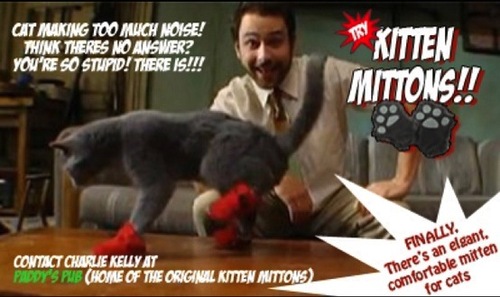 CAT MAKING TOO MUCH NOISE!
THINK THERES NO ANSWER?
YOU'RE SO STUPID! THERE IS!!!
TRY
KITTEN
MITTONS!!
FINALLY,
There's an elgant,
comfortable mitten
for cats
CONTACT CHARLIE KELLY AT
PADDY'S PUB (HOME OF THE ORIGINAL KITTEN MITTONS)